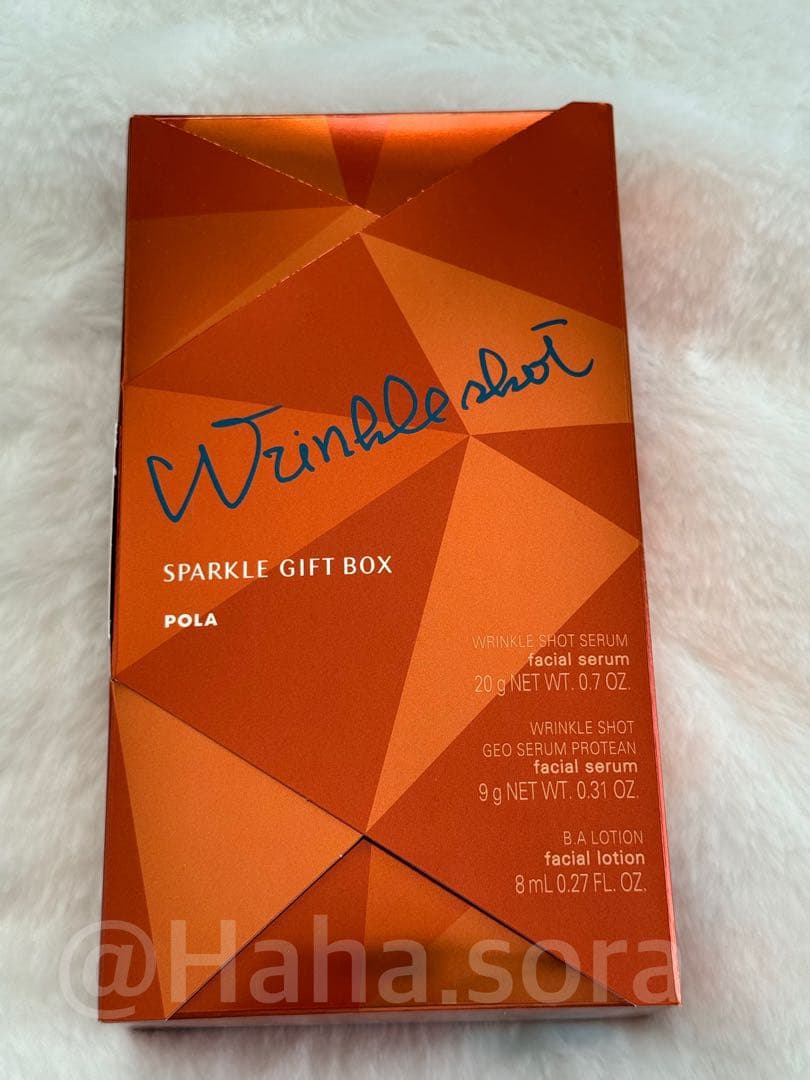 Wrinkle shot
SPARKLE GIFT BOX
POLA
WRINKLE SHOT SERUM
facial serum
20 g NET WT. 0.7 OZ.
WRINKLE SHOT
GEO SERUM PROTEAN
facial serum
9 g NET WT. 0.31 OZ.
B.A LOTION
facial lotion
8 mL 0.27 FL. OZ.
@Haha.sora